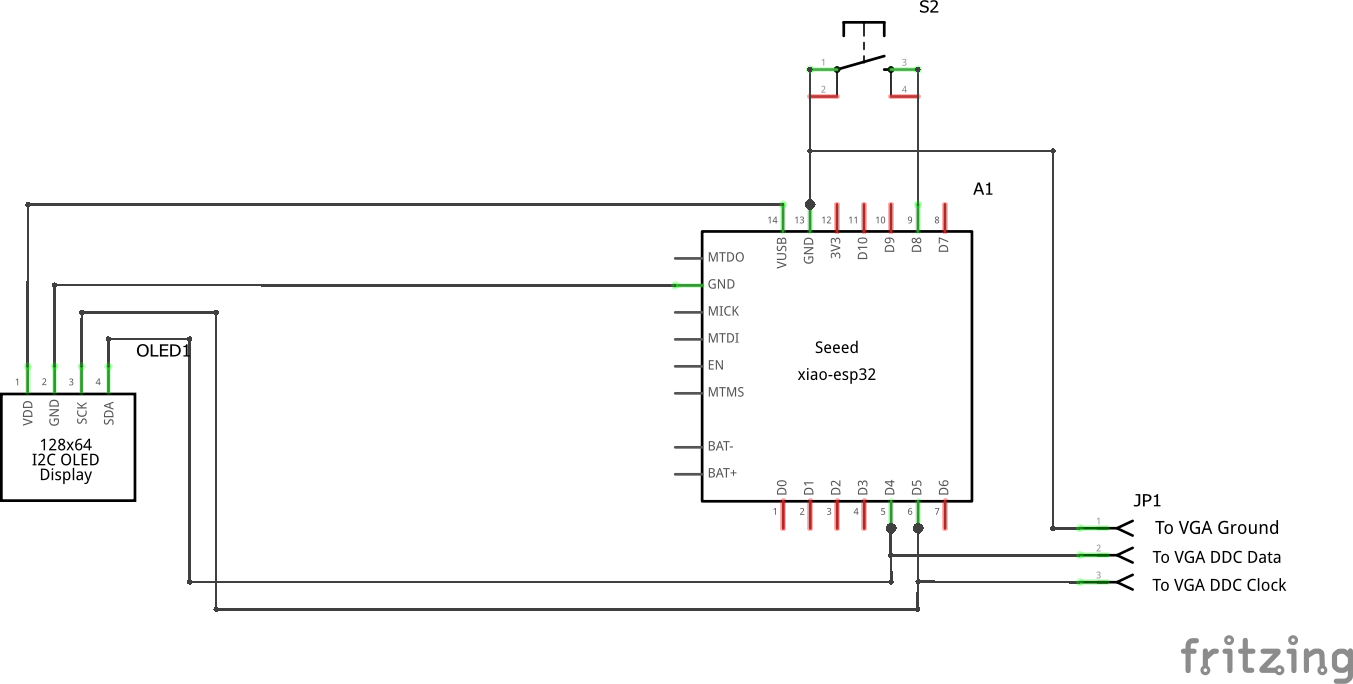 S2
1
3
2
4
A1
14 13 12 11 10 9 8
VUSB GND 3V3 D10 D9 D8 D7
MTDO
GND
MICK
MTDI
EN
MTMS
BAT-
BAT+
Seeed
xiao-esp32
D0 D1 D2 D3 D4 D5 D6
1 2 3 4 5 6 7
OLED1
1 2 3 4
VDD GND SCK SDA
128x64
I2C OLED
Display
JP1
1 To VGA Ground
2 To VGA DDC Data
3 To VGA DDC Clock
fritzing